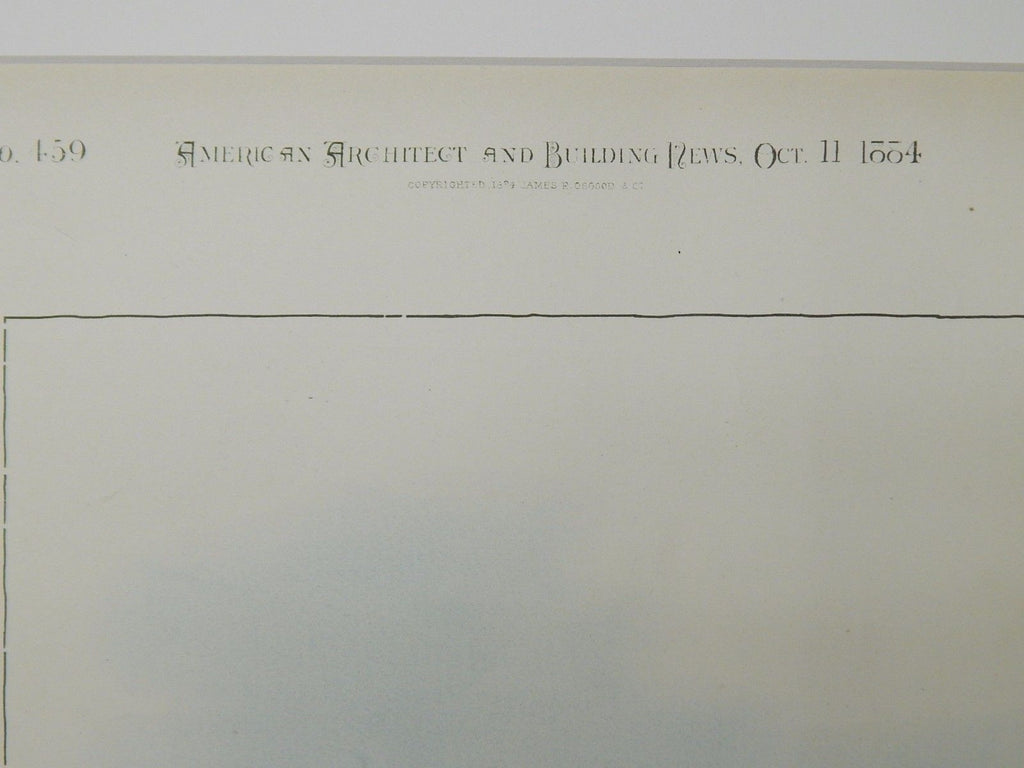 o. 459 American Architect and Building News, Oct. 11 1884
COPYRIGHTED, 1884 JAMES R. OSGOOD & CO